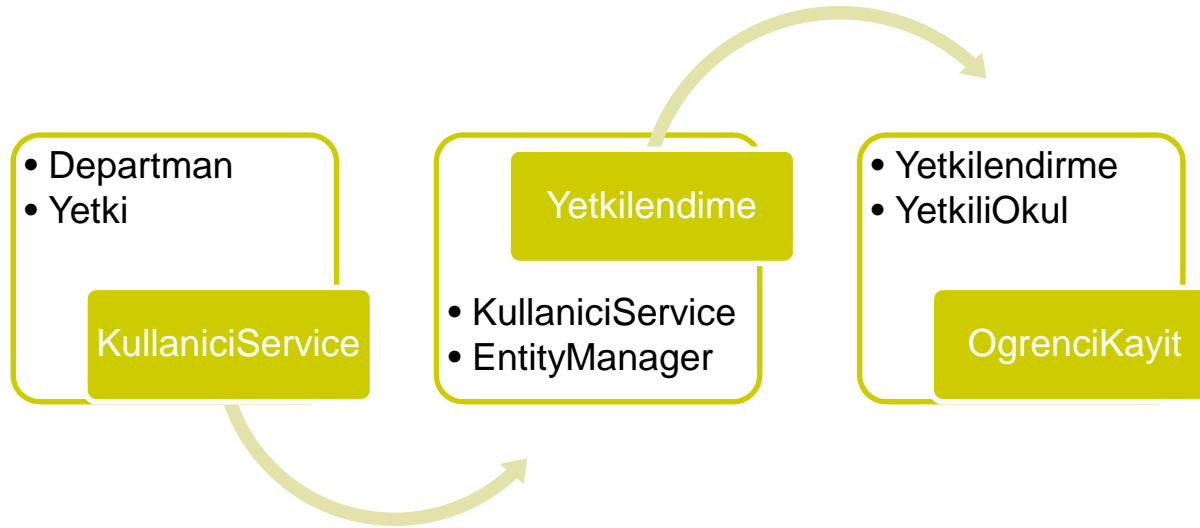 • Departman
• Yetki
KullaniciService
Yetkilendime
• KullaniciService
• EntityManager
• Yetkilendirme
• YetkiliOkul
OgrenciKayit